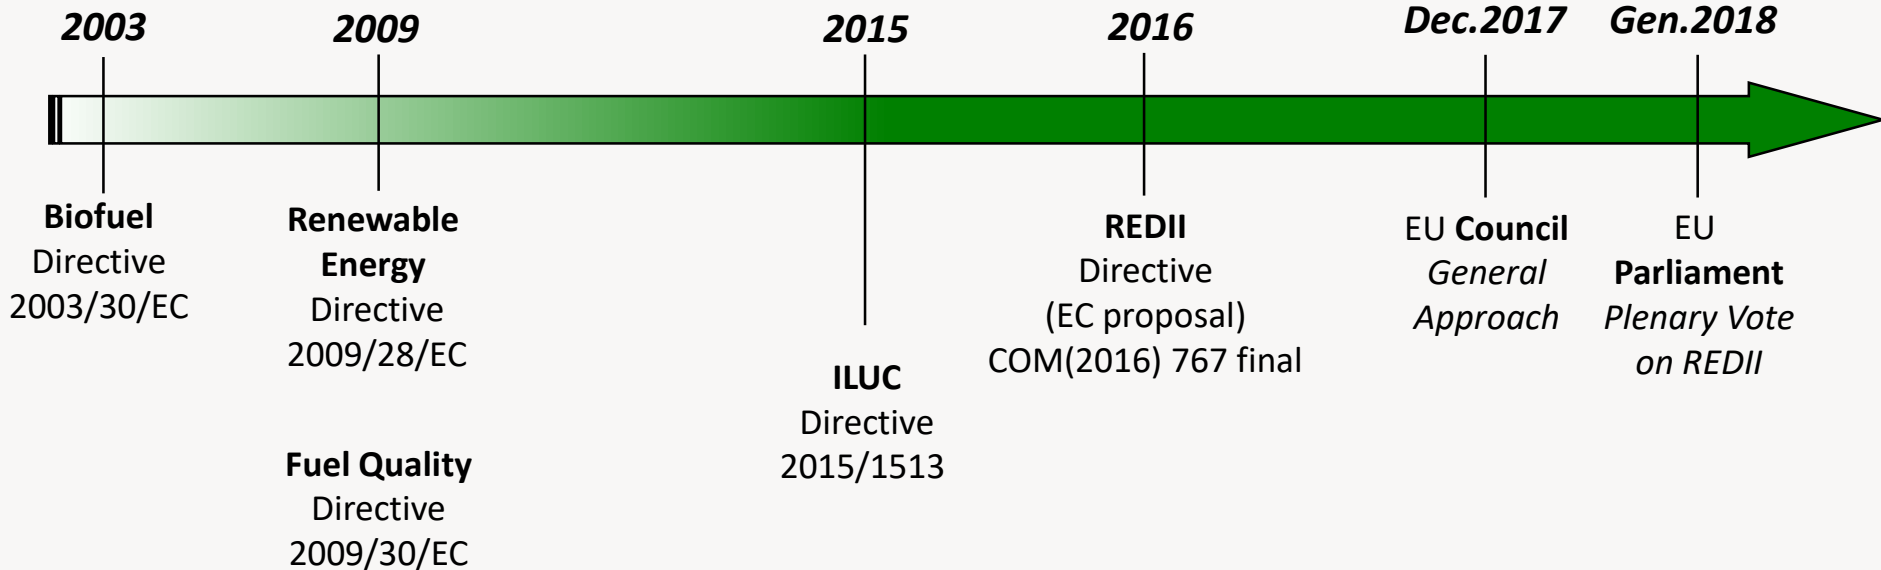 2003
Biofuel
Directive
2003/30/EC
2009
Renewable
Energy
Directive
2009/28/EC
Fuel Quality
Directive
2009/30/EC
2015
ILUC
Directive
2015/1513
2016
REDII
Directive
(EC proposal)
COM(2016) 767 final
Dec.2017
EU Council
General
Approach
Gen.2018
EU
Parliament
Plenary Vote
on REDII